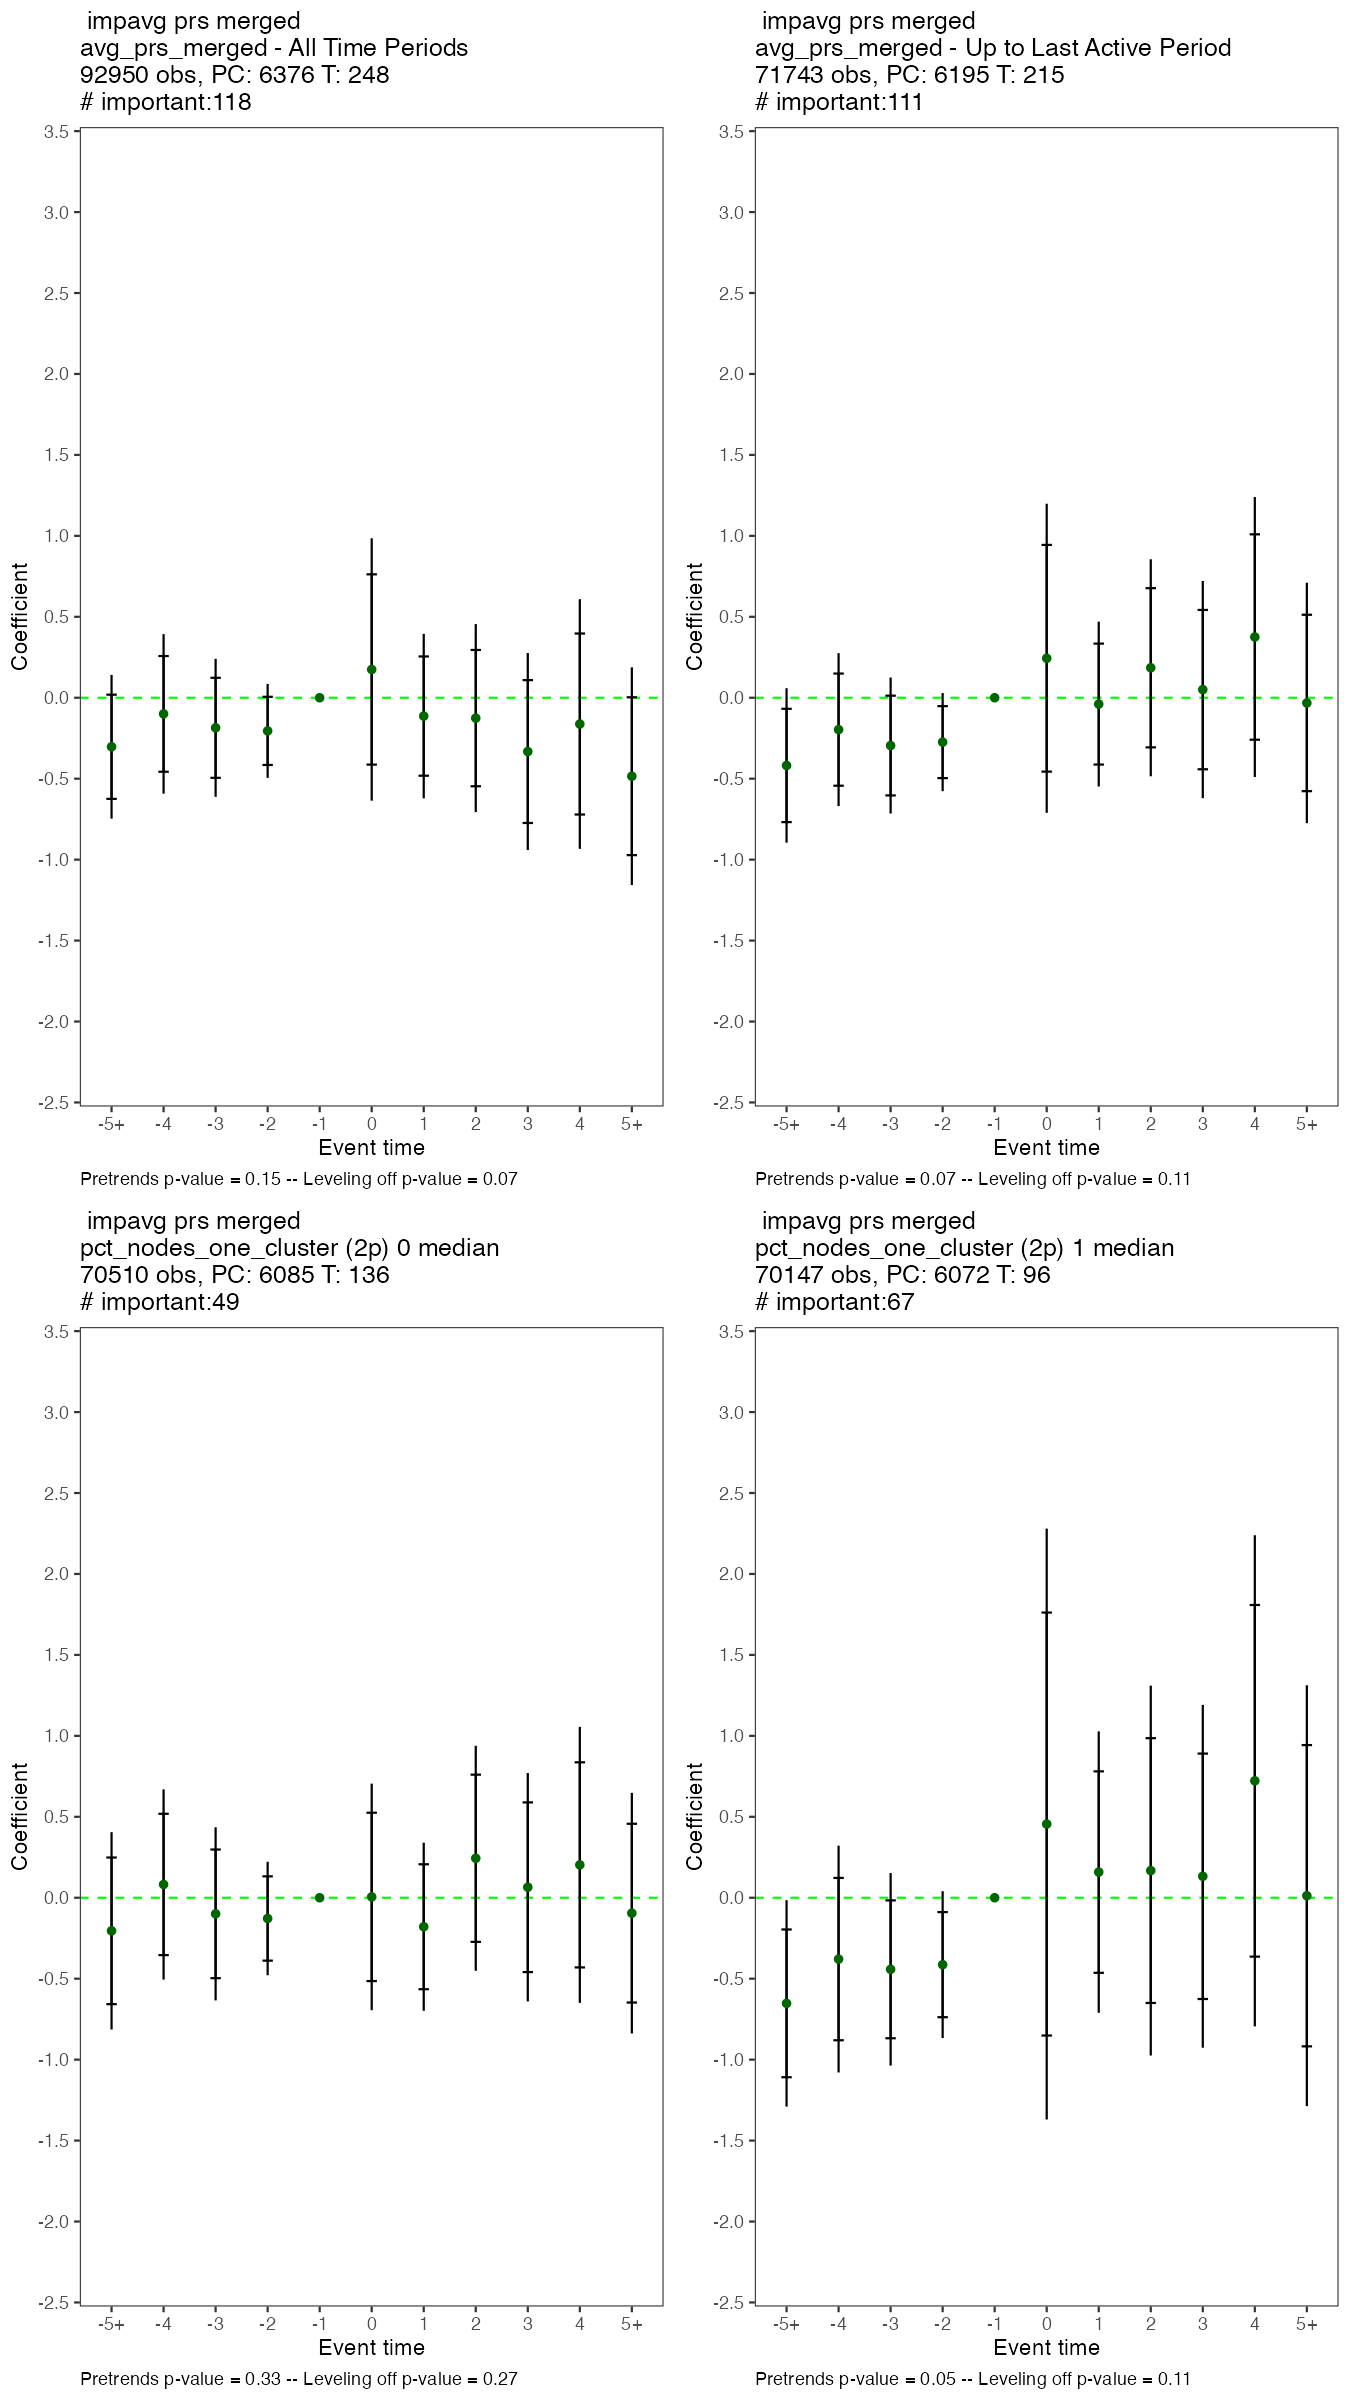 impavg prs merged
avg_prs_merged - All Time Periods
92950 obs, PC: 6376 T: 248
# important:118
3.5
3.0
2.5
2.0
1.5
1.0
0.5
0.0
-0.5
-1.0
-1.5
-2.0
-2.5
Coefficient
-5+ -4 -3 -2 -1 0 1 2 3 4 5+
Event time
Pretrends p-value = 0.15 -- Leveling off p-value = 0.07
impavg prs merged
avg_prs_merged - Up to Last Active Period
71743 obs, PC: 6195 T: 215
# important:111
3.5
3.0
2.5
2.0
1.5
1.0
0.5
0.0
-0.5
-1.0
-1.5
-2.0
-2.5
Coefficient
-5+ -4 -3 -2 -1 0 1 2 3 4 5+
Event time
Pretrends p-value = 0.07 -- Leveling off p-value = 0.11
impavg prs merged
pct_nodes_one_cluster (2p) 0 median
70510 obs, PC: 6085 T: 136
# important:49
3.5
3.0
2.5
2.0
1.5
1.0
0.5
0.0
-0.5
-1.0
-1.5
-2.0
-2.5
Coefficient
-5+ -4 -3 -2 -1 0 1 2 3 4 5+
Event time
Pretrends p-value = 0.33 -- Leveling off p-value = 0.27
impavg prs merged
pct_nodes_one_cluster (2p) 1 median
70147 obs, PC: 6072 T: 96
# important:67
3.5
3.0
2.5
2.0
1.5
1.0
0.5
0.0
-0.5
-1.0
-1.5
-2.0
-2.5
Coefficient
-5+ -4 -3 -2 -1 0 1 2 3 4 5+
Event time
Pretrends p-value = 0.05 -- Leveling off p-value = 0.11